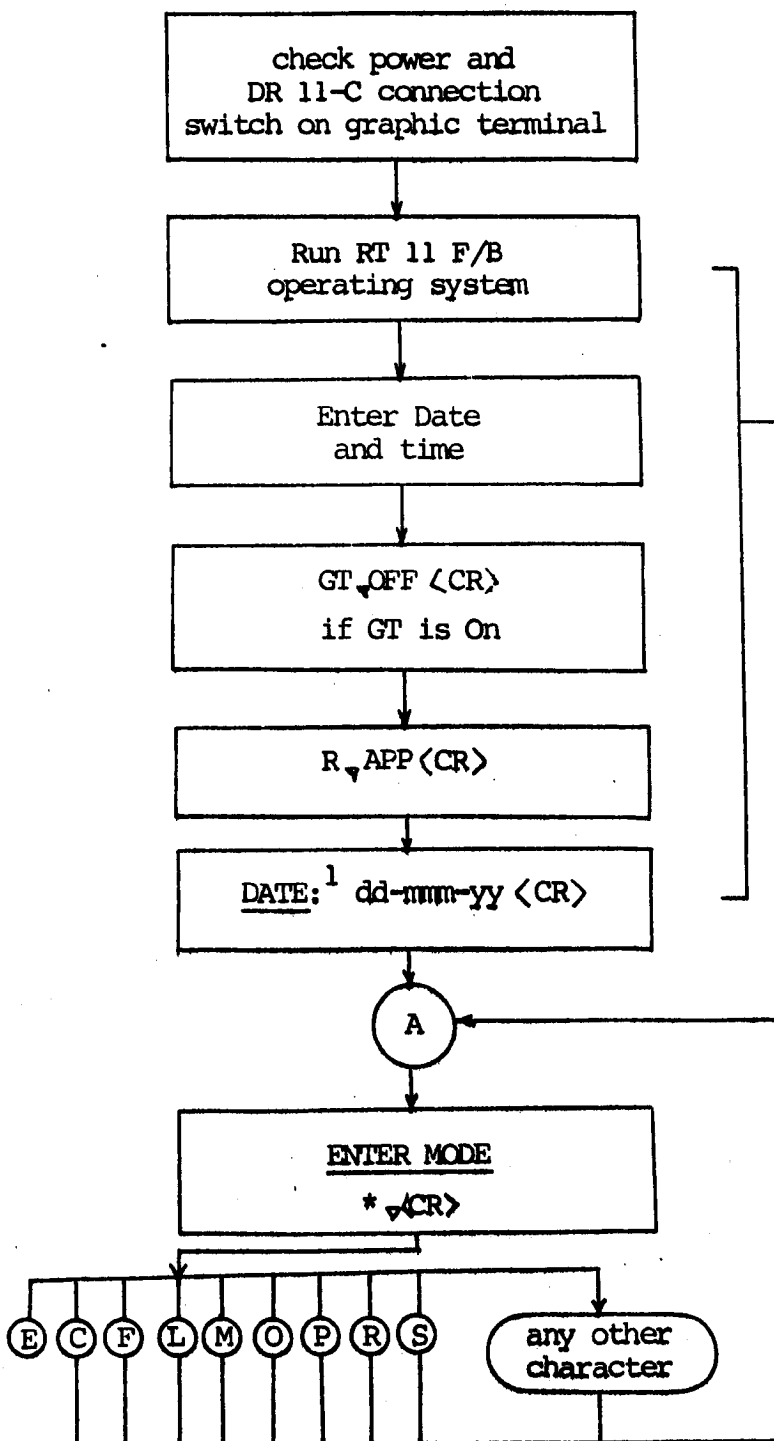 check power and
DR 11-C connection
switch on graphic terminal
Run RT 11 F/B
operating system
Enter Date
and time
GT OFF <CR>
if GT is On
R APP <CR>
DATE:1 dd-mmm-yy <CR>
A
ENTER MODE
* <CR>
E C F L M O P R S
any other
character